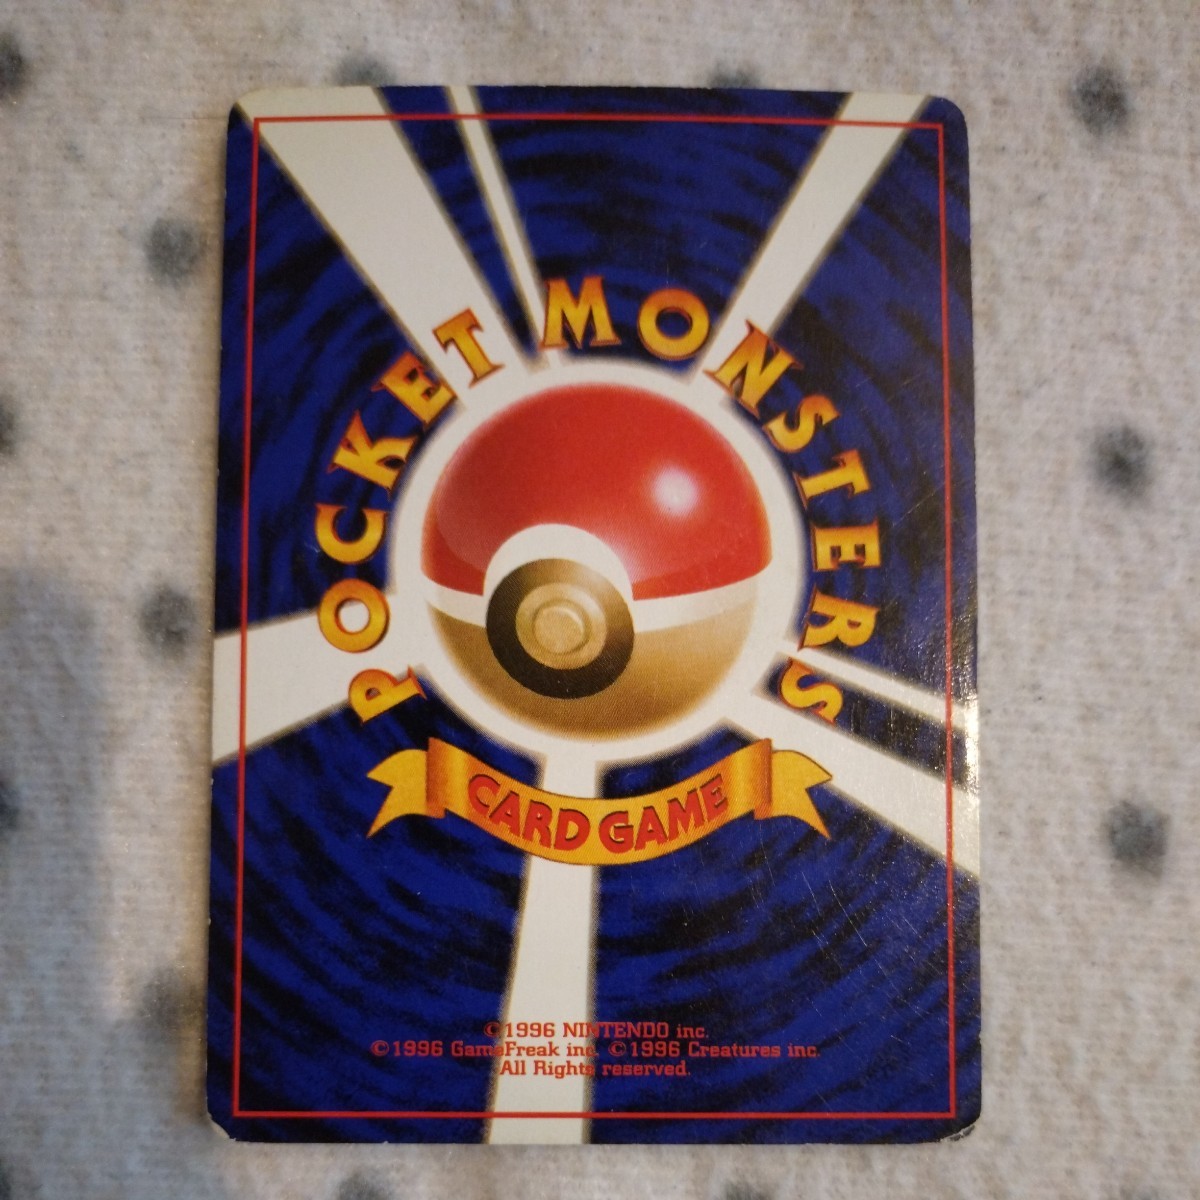 POCKET MONSTERS
CARD GAME
©1996 NINTENDO inc.
©1996 GameFreak inc. ©1996 Creatures inc.
All Rights reserved.